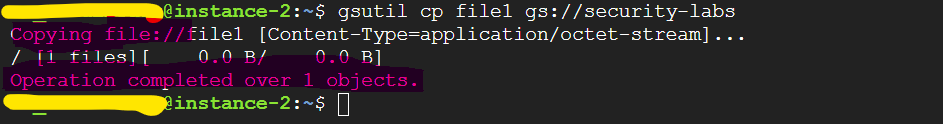 @instance-2:~$ gsutil cp file1 gs://security-labs
Copying file://file1 [Content-Type=application/octet-stream]...
/ [1 files][    0.0 B/    0.0 B]
Operation completed over 1 objects.
@instance-2:~$